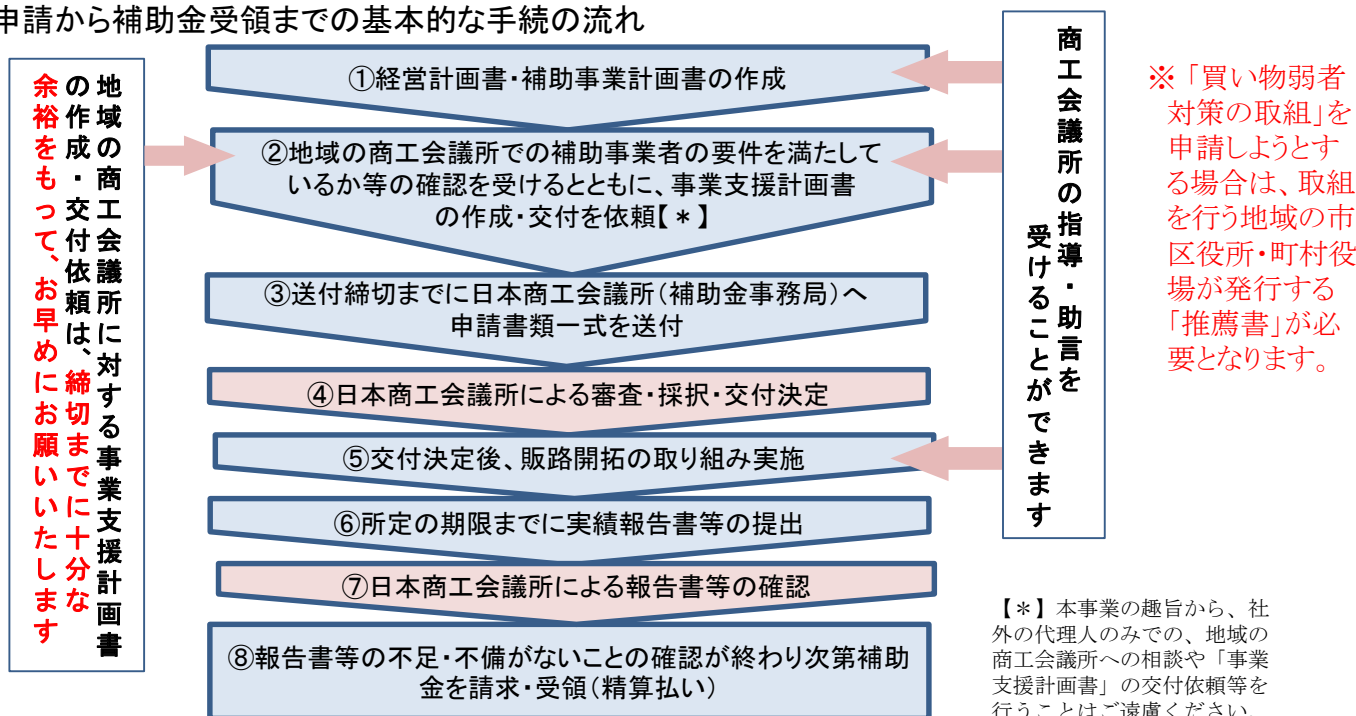 申請から補助金受領までの基本的な手続の流れ
地域の商工会議所に対する事業支援計画書
の作成・交付依頼は、締切までに十分な
余裕をもって、お早めにお願いいたします
①経営計画書・補助事業計画書の作成
②地域の商工会議所での補助事業者の要件を満たして
いるか等の確認を受けるとともに、事業支援計画書
の作成・交付を依頼【＊】
③送付締切までに日本商工会議所（補助金事務局）へ
申請書類一式を送付
④日本商工会議所による審査・採択・交付決定
⑤交付決定後、販路開拓の取り組み実施
⑥所定の期限までに実績報告書等の提出
⑦日本商工会議所による報告書等の確認
⑧報告書等の不足・不備がないことの確認が終わり次第補助
金を請求・受領（精算払い）
商工会議所の指導・助言を
受けることができます
※「買い物弱者
対策の取組」を
申請しようとす
る場合は、取組
を行う地域の市
区役所・町村役
場が発行する
「推薦書」が必
要となります。
【＊】本事業の趣旨から、社
外の代理人のみでの、地域の
商工会議所への相談や「事業
支援計画書」の交付依頼等を
行うことはご遠慮ください。